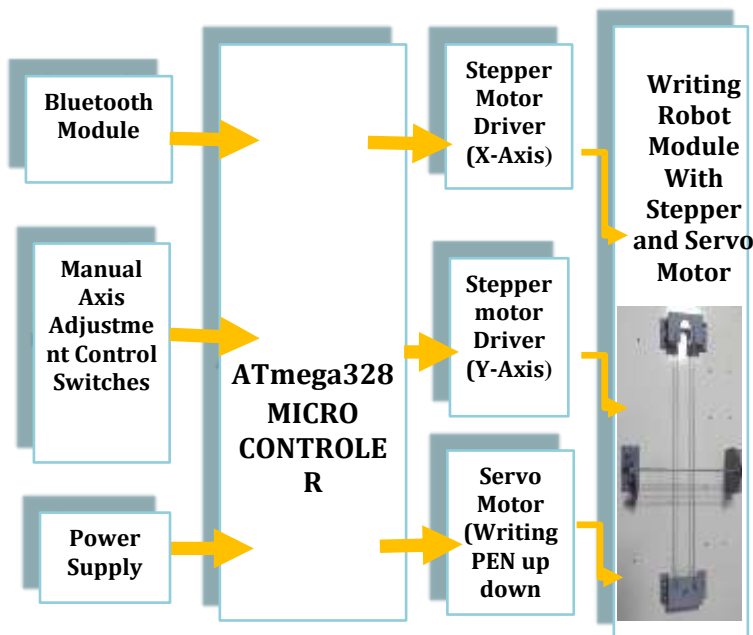 Bluetooth
Module
Manual
Axis
Adjustme
nt Control
Switches
Power
Supply
ATmega328
MICRO
CONTROLE
R
Stepper
Motor
Driver
(X-Axis)
Stepper
motor
Driver
(Y-Axis)
Servo
Motor
(Writing
PEN up
down
Writing
Robot
Module
With
Stepper
and Servo
Motor